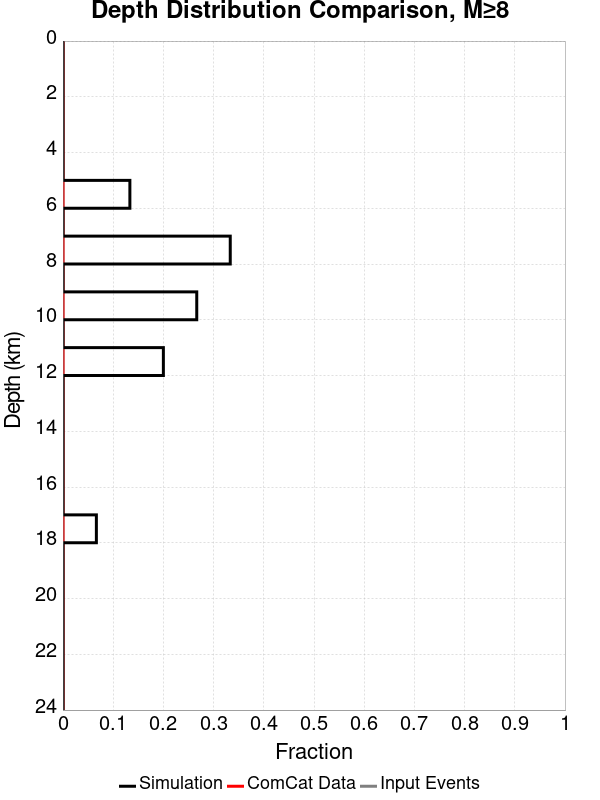 Depth Distribution Comparison, M≥8
0
2
4
6
8
10
12
14
16
18
20
22
24
Depth (km)
0 0.1 0.2 0.3 0.4 0.5 0.6 0.7 0.8 0.9 1
Fraction
Simulation ComCat Data Input Events